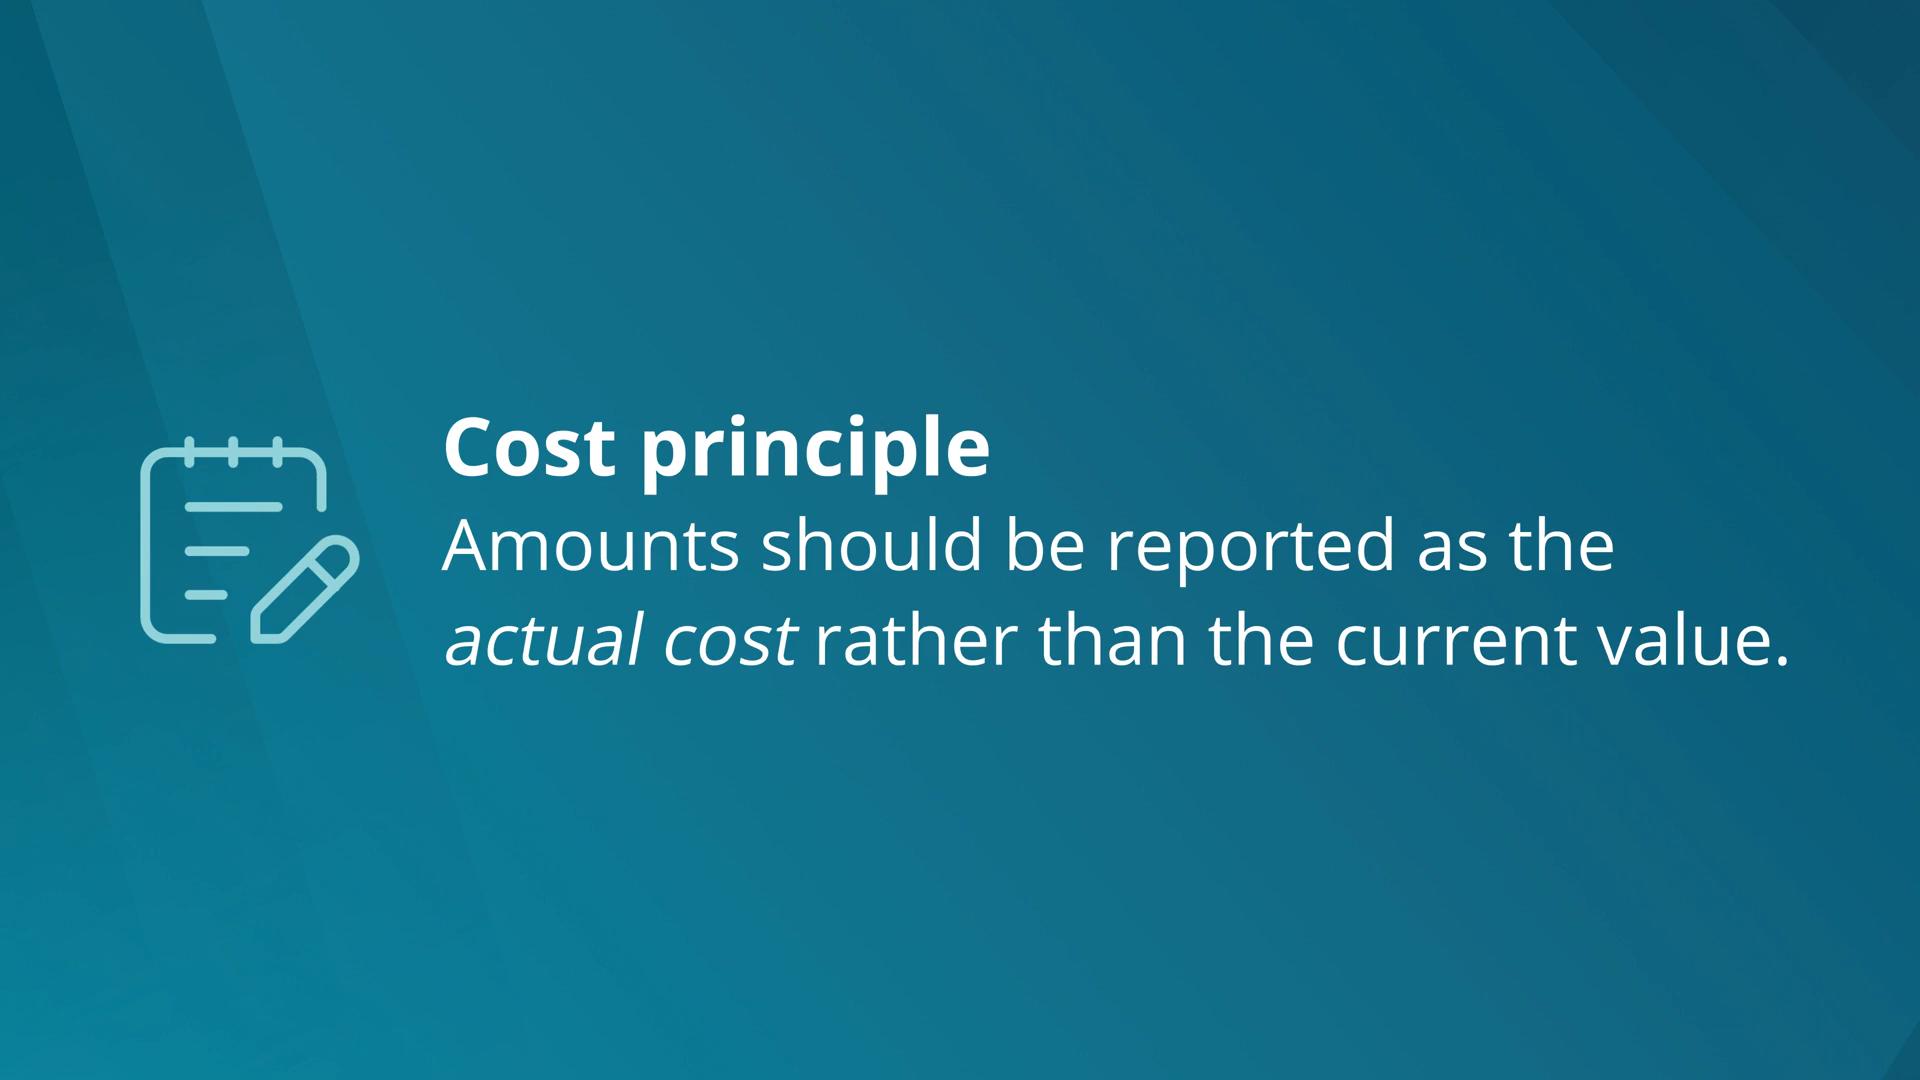 Cost principle
Amounts should be reported as the
actual cost rather than the current value.